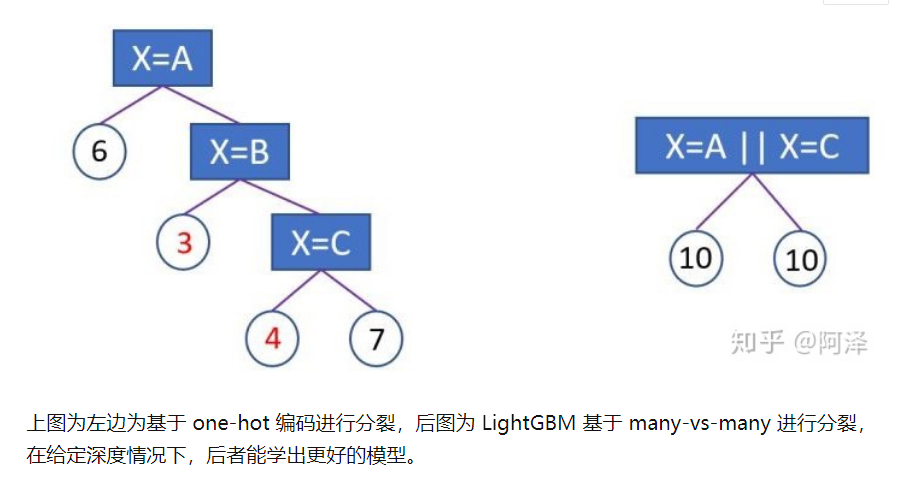 X=A
6
X=B
3
X=C
4
7
X=A || X=C
10
10
知乎 @阿泽
上图为左边为基于 one-hot 编码进行分裂，后图为 LightGBM 基于 many-vs-many 进行分裂，
在给定深度情况下，后者能学出更好的模型。